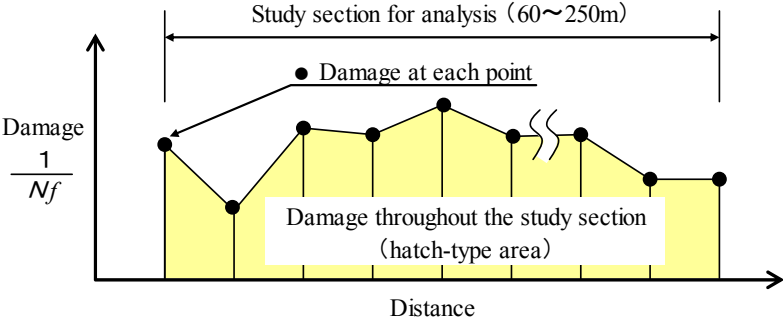 Study section for analysis（60～250m）
● Damage at each point
Damage
1
Nf
Damage throughout the study section
（hatch-type area）
Distance